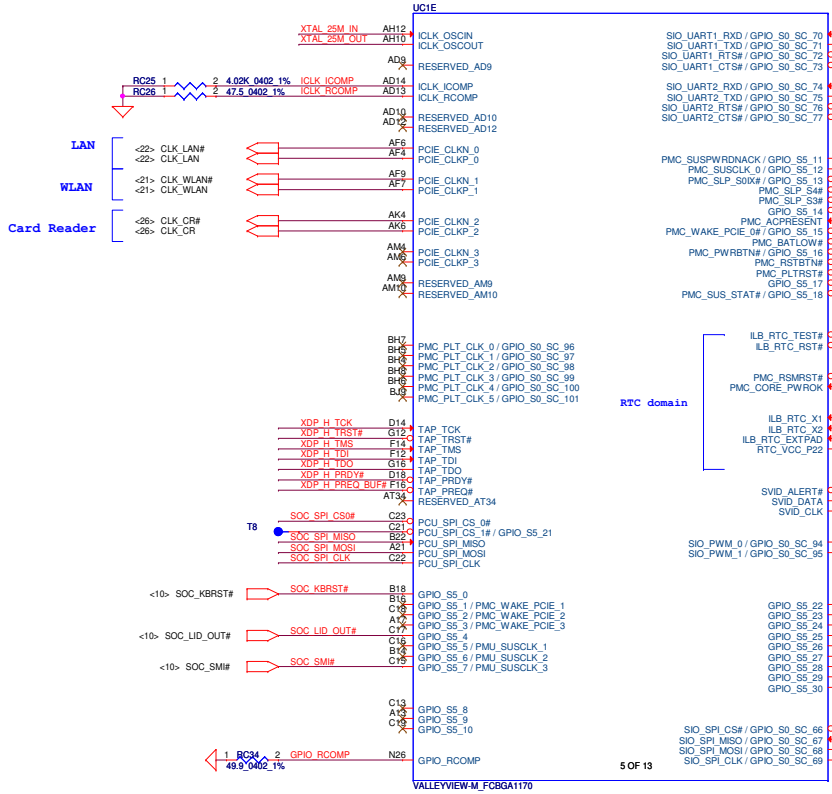 UC1E
XTAL_25M_IN AH12 ICLK_OSCIN SIO_UART1_RXD / GPIO_S0_SC_70
XTAL_25M_OUT AH10 ICLK_OSCOUT SIO_UART1_TXD / GPIO_S0_SC_71
SIO_UART1_RTS# / GPIO_S0_SC_72
AD9 RESERVED_AD9 SIO_UART1_CTS# / GPIO_S0_SC_73
RC25 1 2 4.02K_0402_1% ICLK_ICOMP AD14 ICLK_ICOMP SIO_UART2_RXD / GPIO_S0_SC_74
RC26 1 2 47.5_0402_1% ICLK_RCOMP AD13 ICLK_RCOMP SIO_UART2_TXD / GPIO_S0_SC_75
SIO_UART2_RTS# / GPIO_S0_SC_76
AD10 RESERVED_AD10 SIO_UART2_CTS# / GPIO_S0_SC_77
AD12 RESERVED_AD12
LAN
<22> CLK_LAN# AF6 PCIE_CLKN_0
<22> CLK_LAN AF4 PCIE_CLKP_0 PMC_SUSPWRDNACK / GPIO_S5_11
PMC_SUSCLK_0 / GPIO_S5_12
WLAN
<21> CLK_WLAN# AF9 PCIE_CLKN_1 PMC_SLP_S0IX# / GPIO_S5_13
<21> CLK_WLAN AF7 PCIE_CLKP_1 PMC_SLP_S4#
PMC_SLP_S3#
GPIO_S5_14
Card Reader
<26> CLK_CR# AK4 PCIE_CLKN_2 PMC_ACPRESENT
<26> CLK_CR AK6 PCIE_CLKP_2 PMC_WAKE_PCIE_0# / GPIO_S5_15
PMC_BATLOW#
AM4 PCIE_CLKN_3 PMC_PWRBTN# / GPIO_S5_16
AM6 PCIE_CLKP_3 PMC_RSTBTN#
PMC_PLTRST#
AM9 RESERVED_AM9 GPIO_S5_17
AM10 RESERVED_AM10 PMC_SUS_STAT# / GPIO_S5_18
ILB_RTC_TEST#
BH7 PMC_PLT_CLK_0 / GPIO_S0_SC_96 ILB_RTC_RST#
BH5 PMC_PLT_CLK_1 / GPIO_S0_SC_97
BH4 PMC_PLT_CLK_2 / GPIO_S0_SC_98
BH8 PMC_PLT_CLK_3 / GPIO_S0_SC_99 PMC_RSMRST#
BH6 PMC_PLT_CLK_4 / GPIO_S0_SC_100 PMC_CORE_PWROK
BJ9 PMC_PLT_CLK_5 / GPIO_S0_SC_101
RTC domain
ILB_RTC_X1
XDP_H_TCK D14 TAP_TCK ILB_RTC_X2
XDP_H_TRST# G12 TAP_TRST# ILB_RTC_EXTPAD
XDP_H_TMS F14 TAP_TMS RTC_VCC_P22
XDP_H_TDI F12 TAP_TDI
XDP_H_TDO G16 TAP_TDO
XDP_H_PRDY# D18 TAP_PRDY#
XDP_H_PREQ_BUF# F16 TAP_PREQ# SVID_ALERT#
AT34 RESERVED_AT34 SVID_DATA
SVID_CLK
SOC_SPI_CS0# C23 PCU_SPI_CS_0#
T8 C21 PCU_SPI_CS_1# / GPIO_S5_21
SOC_SPI_MISO B22 PCU_SPI_MISO SIO_PWM_0 / GPIO_S0_SC_94
SOC_SPI_MOSI A21 PCU_SPI_MOSI SIO_PWM_1 / GPIO_S0_SC_95
SOC_SPI_CLK C22 PCU_SPI_CLK
<10> SOC_KBRST# SOC_KBRST# B18 GPIO_S5_0
B16 GPIO_S5_1 / PMC_WAKE_PCIE_1 GPIO_S5_22
C18 GPIO_S5_2 / PMC_WAKE_PCIE_2 GPIO_S5_23
A17 GPIO_S5_3 / PMC_WAKE_PCIE_3 GPIO_S5_24
<10> SOC_LID_OUT# SOC_LID_OUT# C17 GPIO_S5_4 GPIO_S5_25
C16 GPIO_S5_5 / PMU_SUSCLK_1 GPIO_S5_26
B14 GPIO_S5_6 / PMU_SUSCLK_2 GPIO_S5_27
<10> SOC_SMI# SOC_SMI# C15 GPIO_S5_7 / PMU_SUSCLK_3 GPIO_S5_28
GPIO_S5_29
GPIO_S5_30
C13 GPIO_S5_8
A13 GPIO_S5_9
C19 GPIO_S5_10 SIO_SPI_CS# / GPIO_S0_SC_66
SIO_SPI_MISO / GPIO_S0_SC_67
SIO_SPI_MOSI / GPIO_S0_SC_68
1 RC34 2 GPIO_RCOMP N26 GPIO_RCOMP SIO_SPI_CLK / GPIO_S0_SC_69
49.9_0402_1% 5 OF 13
VALLEYVIEW-M_FCBGA1170